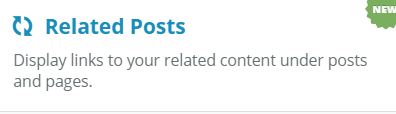 NEW
Related Posts
Display links to your related content under posts
and pages.